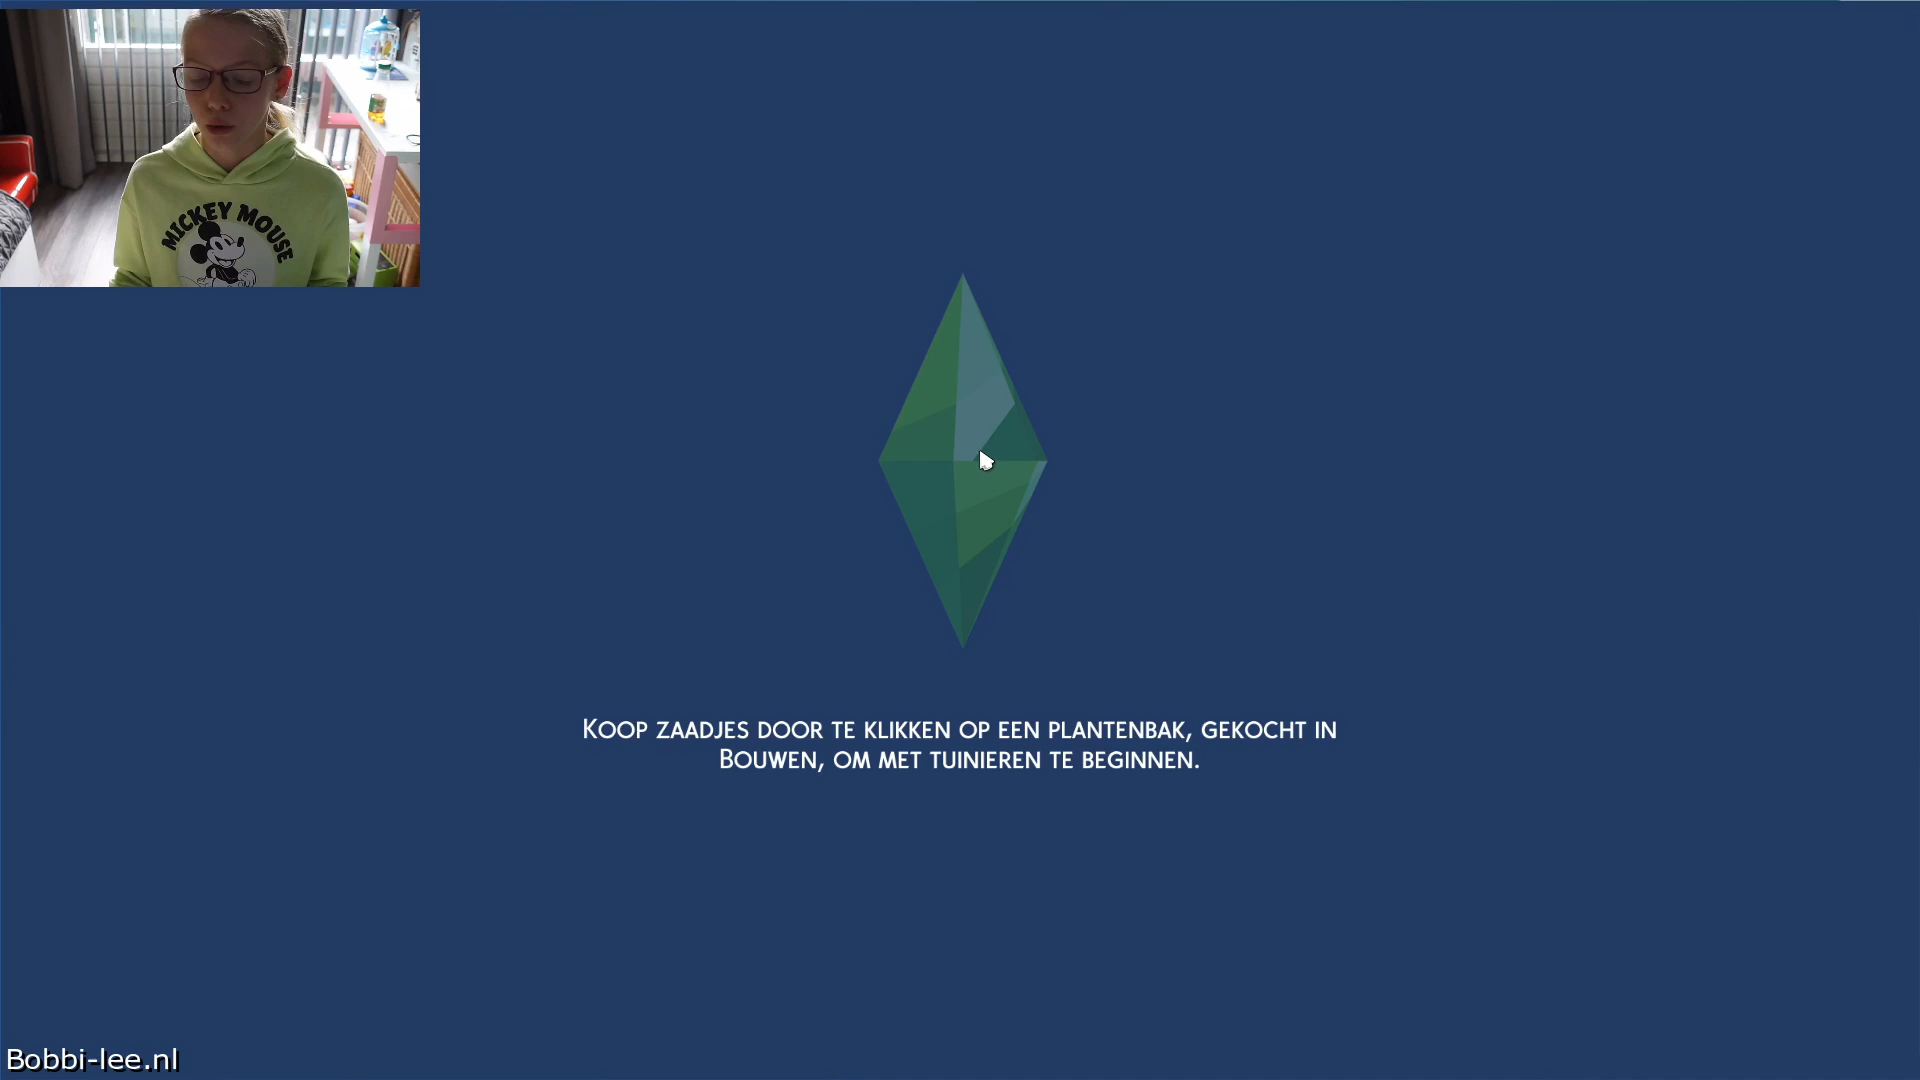 MICKEY MOUSE
Koop zaadjes door te klikken op een plantenbak, gekocht in
Bouwen, om met tuinieren te beginnen.
Bobbi-lee.nl